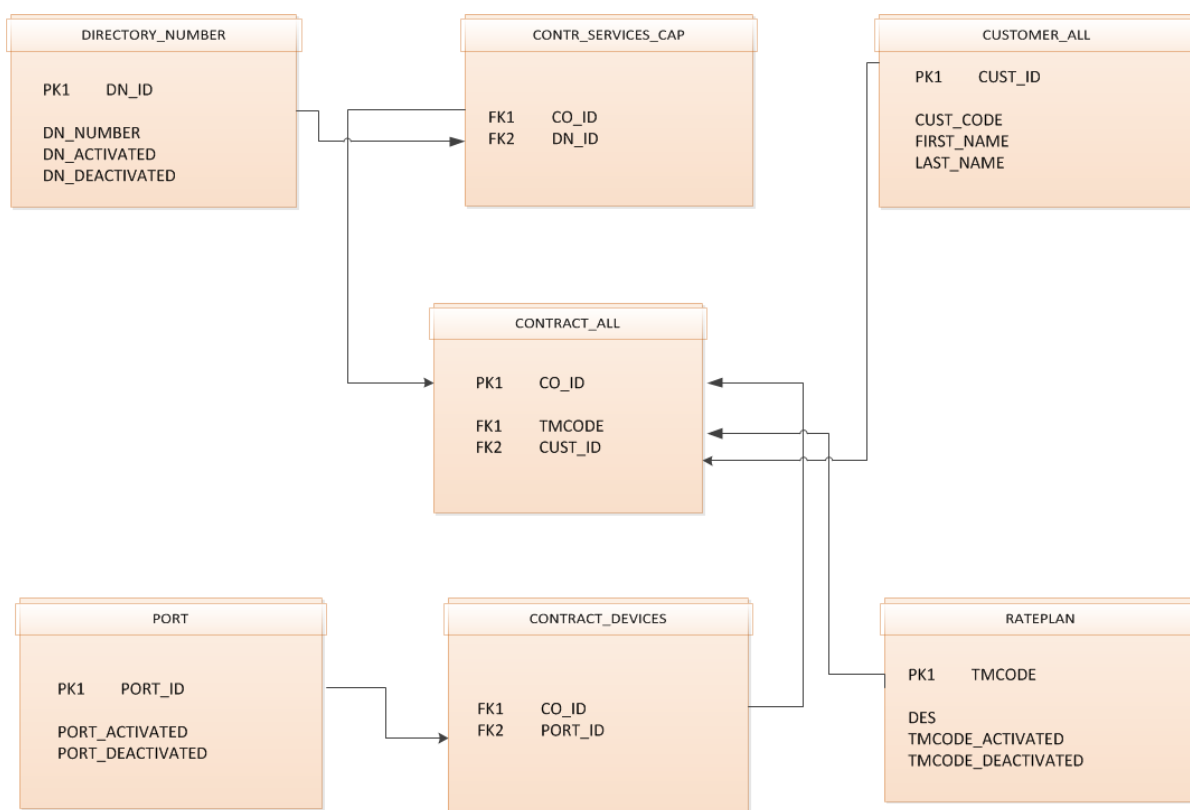 DIRECTORY_NUMBER
PK1 DN_ID
DN_NUMBER
DN_ACTIVATED
DN_DEACTIVATED
CONTR_SERVICES_CAP
FK1 CO_ID
FK2 DN_ID
CUSTOMER_ALL
PK1 CUST_ID
CUST_CODE
FIRST_NAME
LAST_NAME
CONTRACT_ALL
PK1 CO_ID
FK1 TMCODE
FK2 CUST_ID
PORT
PK1 PORT_ID
PORT_ACTIVATED
PORT_DEACTIVATED
CONTRACT_DEVICES
FK1 CO_ID
FK2 PORT_ID
RATEPLAN
PK1 TMCODE
DES
TMCODE_ACTIVATED
TMCODE_DEACTIVATED